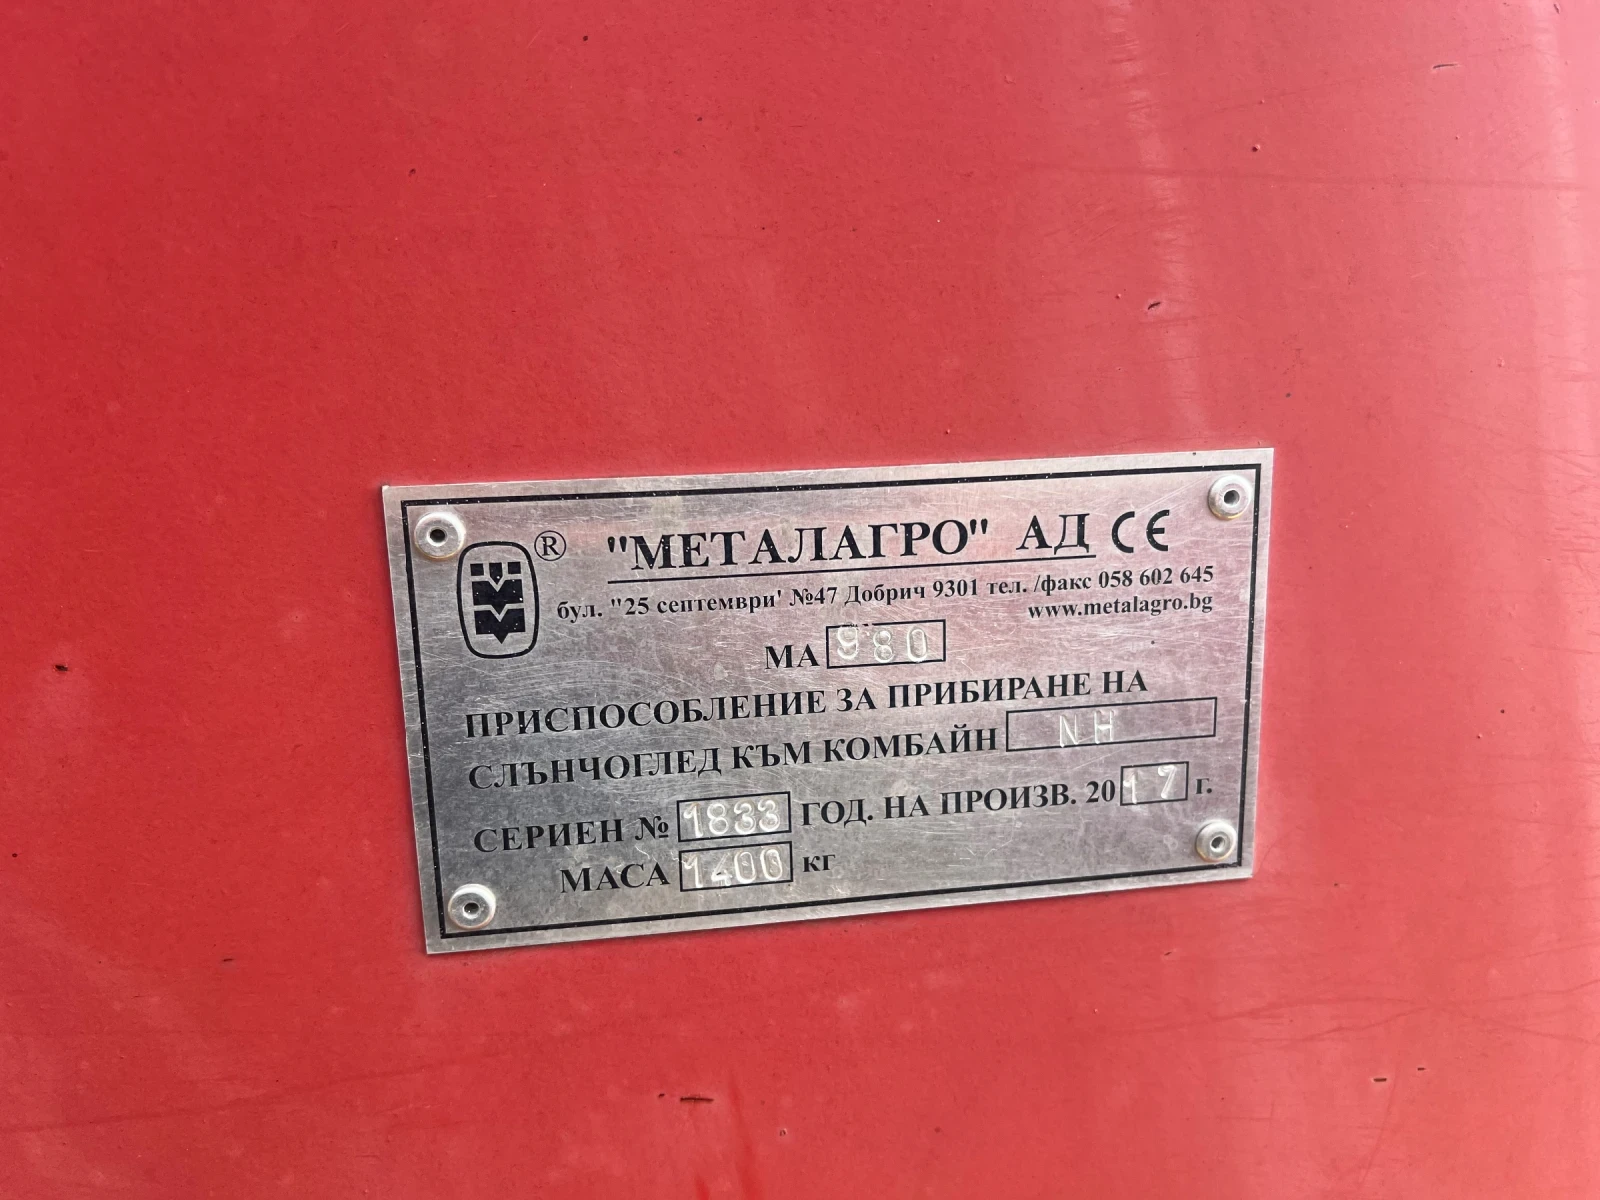 ® "МЕТАЛАГРО" АД CE
бул. "25 септември' №47 Добрич 9301 тел. /факс 058 602 645
www.metalagro.bg
МА 980
ПРИСПОСОБЛЕНИЕ ЗА ПРИБИРАНЕ НА
СЛЪНЧОГЛЕД КЪМ КОМБАЙН NH
СЕРИЕН № 1833 ГОД. НА ПРОИЗВ. 2017 г.
МАСА 1400 кг